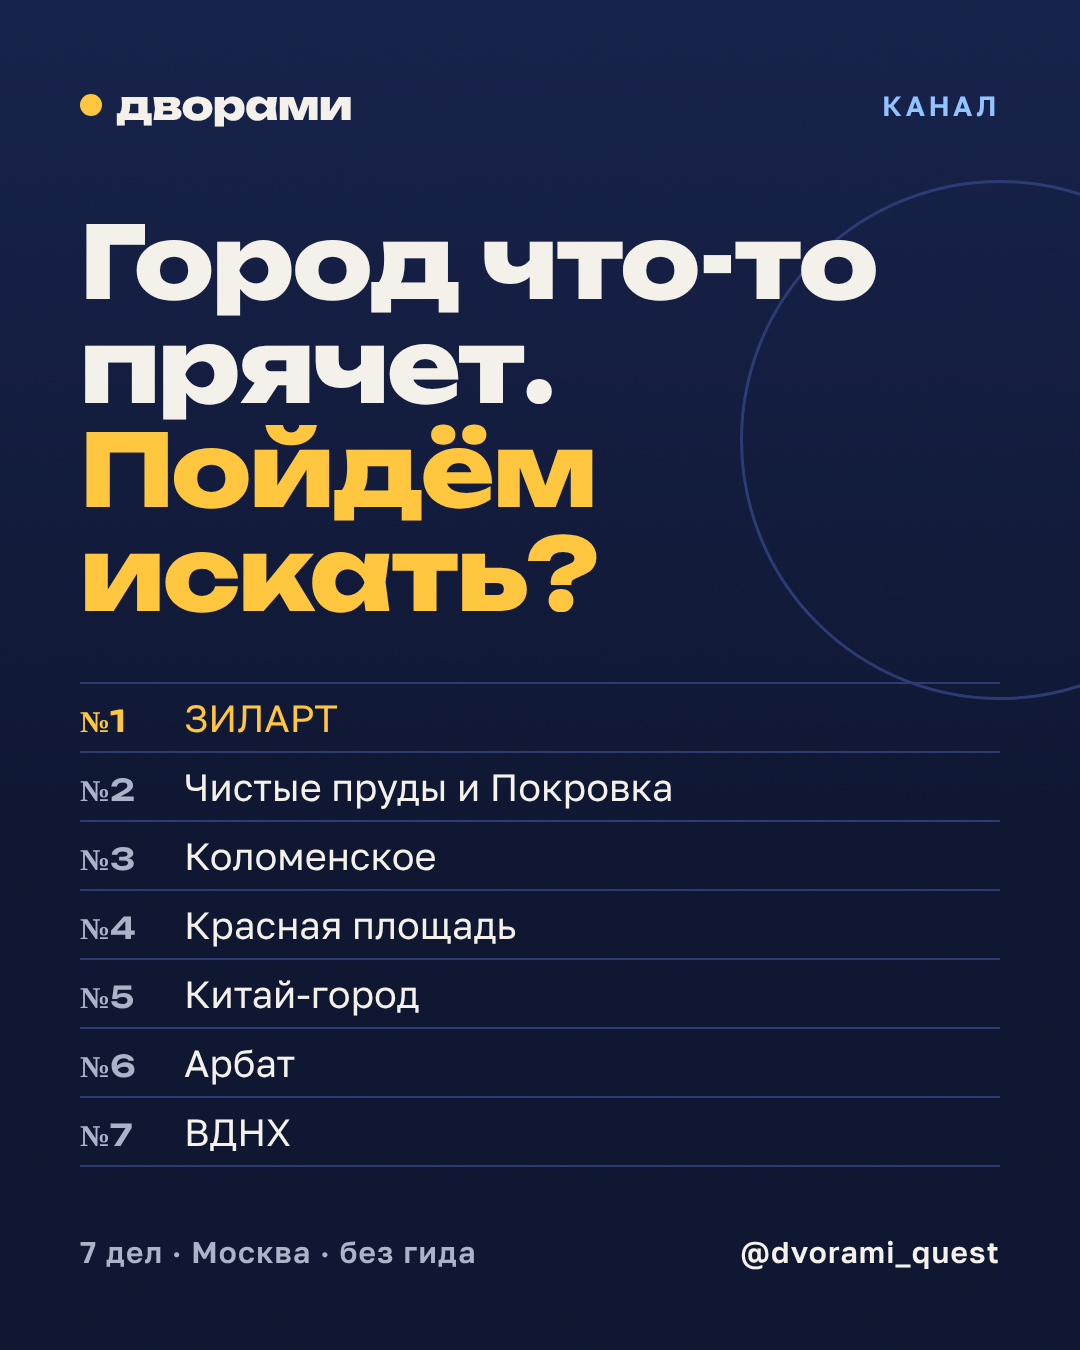 дворами
КАНАЛ
Город что-то
прячет.
Пойдём
искать?
№1 ЗИЛАРТ
№2 Чистые пруды и Покровка
№3 Коломенское
№4 Красная площадь
№5 Китай-город
№6 Арбат
№7 ВДНХ
7 дел · Москва · без гида
@dvorami_quest